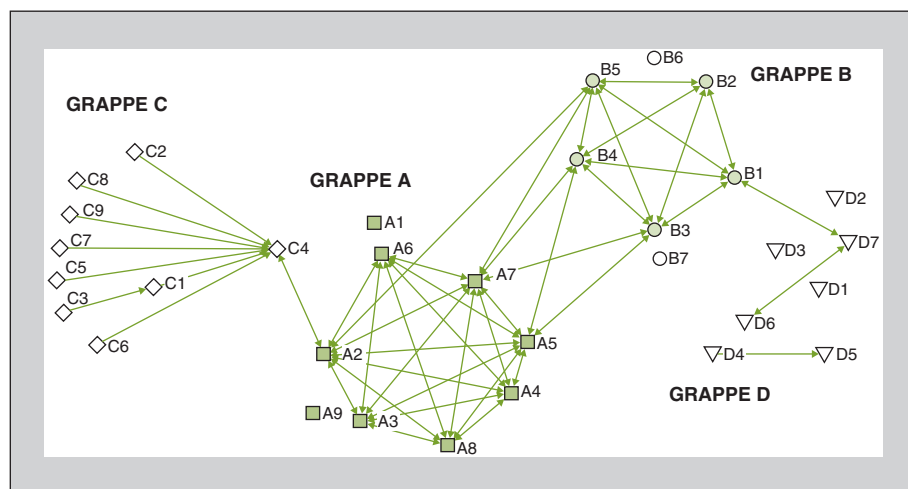 GRAPPE C
C2
C8
C9
C7
C5
C3
C1
C6
C4
GRAPPE A
A1
A6
A7
A2
A5
A4
A9
A3
A8
GRAPPE B
B6
B5
B2
B4
B1
B3
B7
D2
D7
D3
D1
D6
D4
D5
GRAPPE D